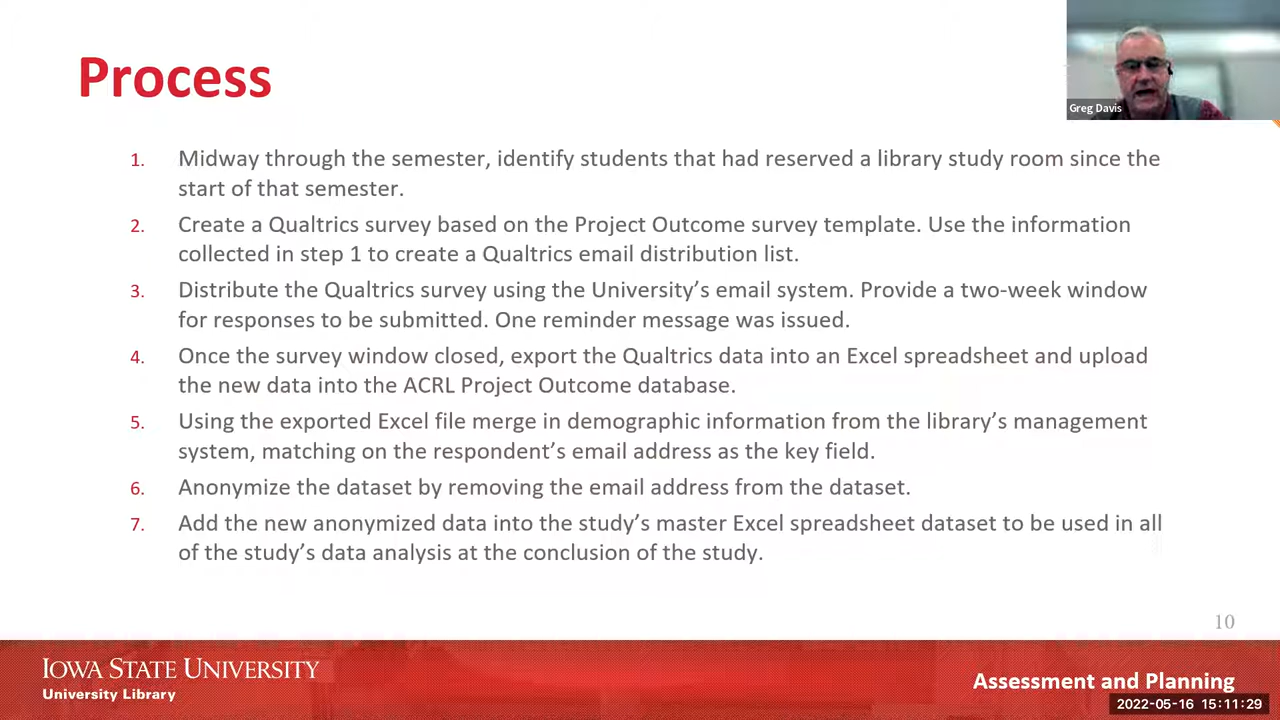 Process
Greg Davis
1. Midway through the semester, identify students that had reserved a library study room since the
start of that semester.
2. Create a Qualtrics survey based on the Project Outcome survey template. Use the information
collected in step 1 to create a Qualtrics email distribution list.
3. Distribute the Qualtrics survey using the University’s email system. Provide a two-week window
for responses to be submitted. One reminder message was issued.
4. Once the survey window closed, export the Qualtrics data into an Excel spreadsheet and upload
the new data into the ACRL Project Outcome database.
5. Using the exported Excel file merge in demographic information from the library’s management
system, matching on the respondent’s email address as the key field.
6. Anonymize the dataset by removing the email address from the dataset.
7. Add the new anonymized data into the study’s master Excel spreadsheet dataset to be used in all
of the study’s data analysis at the conclusion of the study.
10
IOWA STATE UNIVERSITY
University Library
Assessment and Planning
2022-05-16 15:11:29